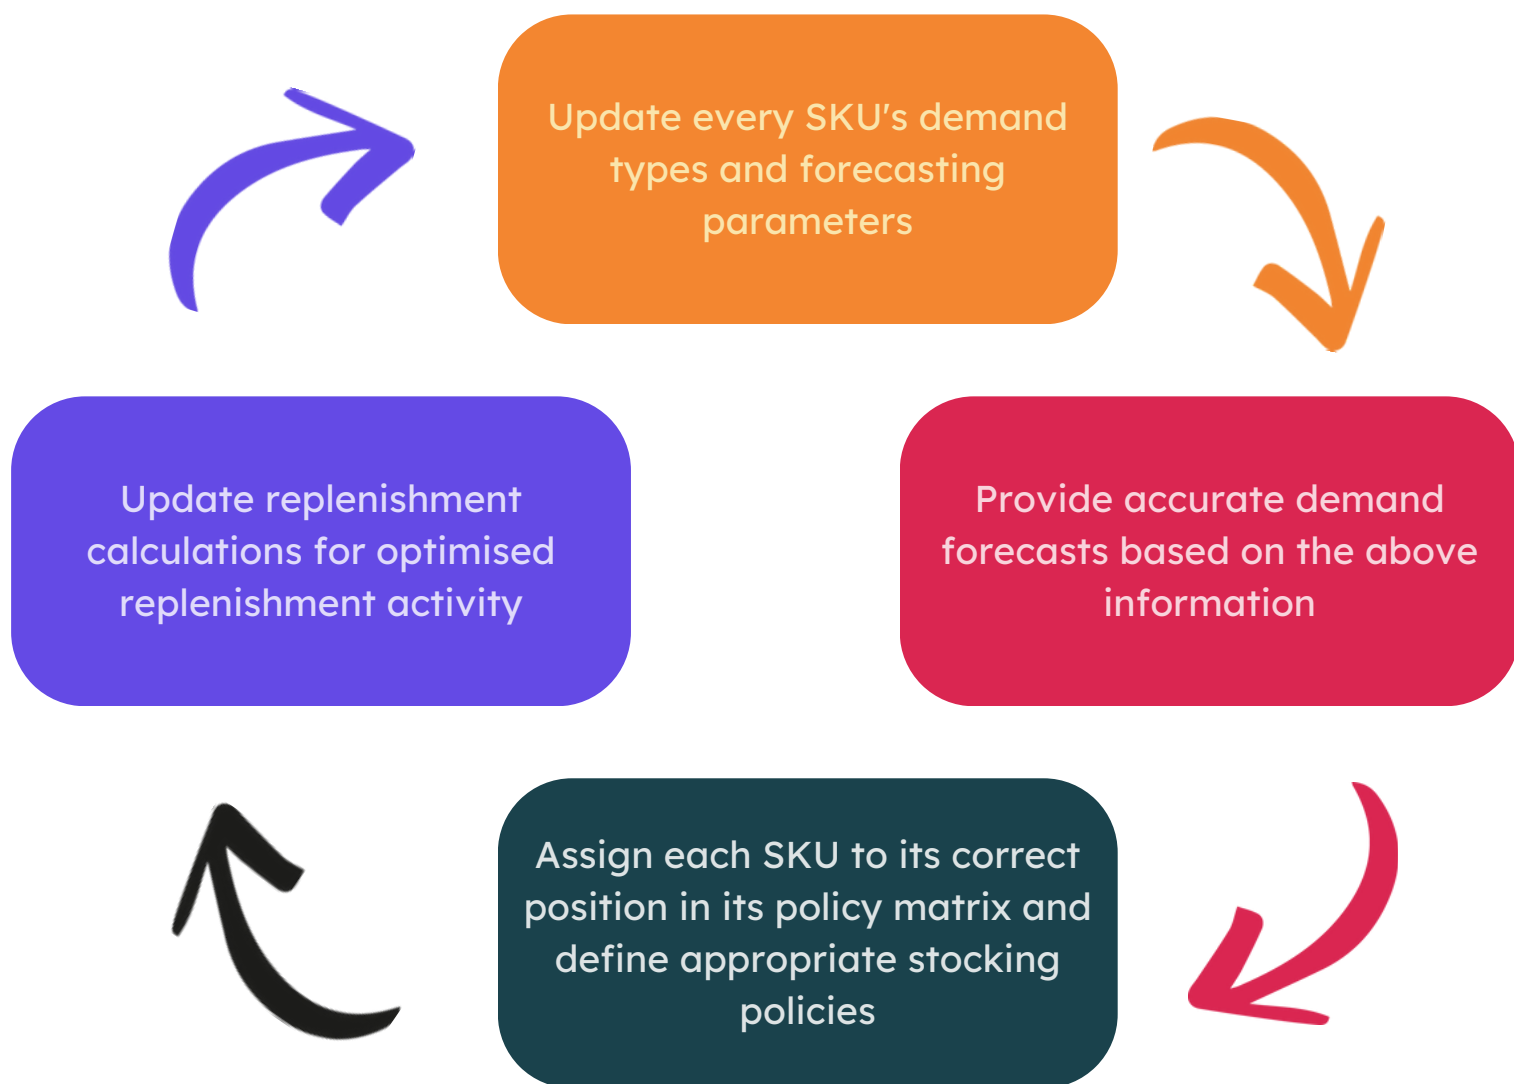 Update every SKU's demand
types and forecasting
parameters
Update replenishment
calculations for optimised
replenishment activity
Provide accurate demand
forecasts based on the above
information
Assign each SKU to its correct
position in its policy matrix and
define appropriate stocking
policies